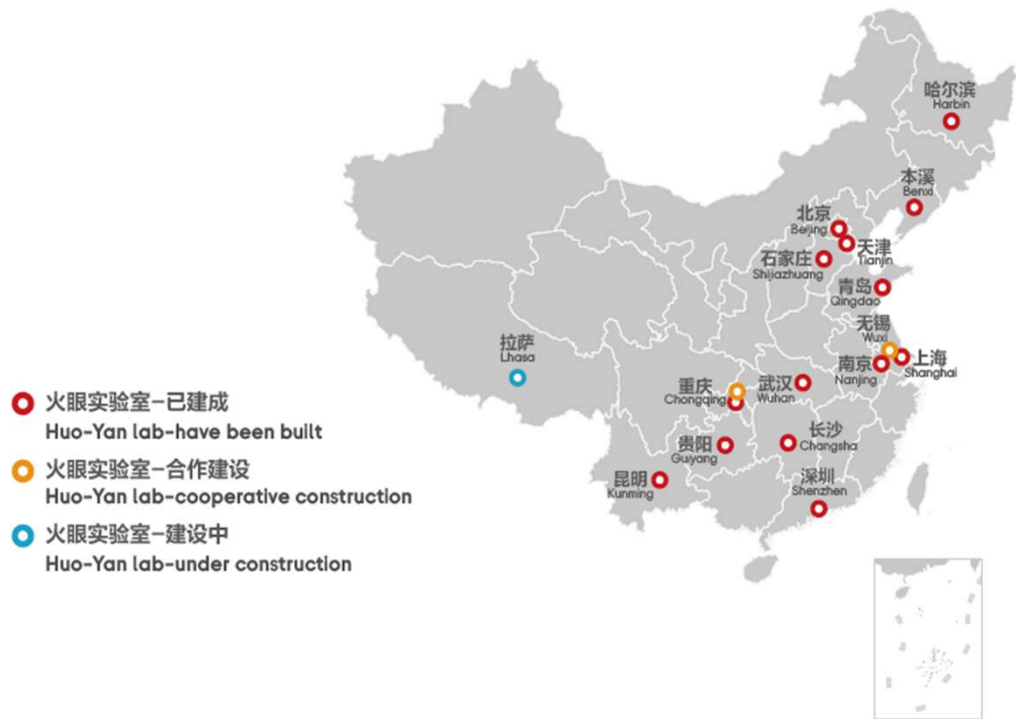 哈尔滨
Harbin
本溪
Benxi
北京
Beijing
天津
Tianjin
石家庄
Shijiazhuang
青岛
Qingdao
无锡
Wuxi
拉萨
Lhasa
南京
Nanjing
上海
Shanghai
重庆
Chongqing
武汉
Wuhan
火眼实验室-已建成
Huo-Yan lab-have been built
长沙
Changsha
贵阳
Guiyang
火眼实验室-合作建设
Huo-Yan lab-cooperative construction
昆明
Kunming
深圳
Shenzhen
火眼实验室-建设中
Huo-Yan lab-under construction